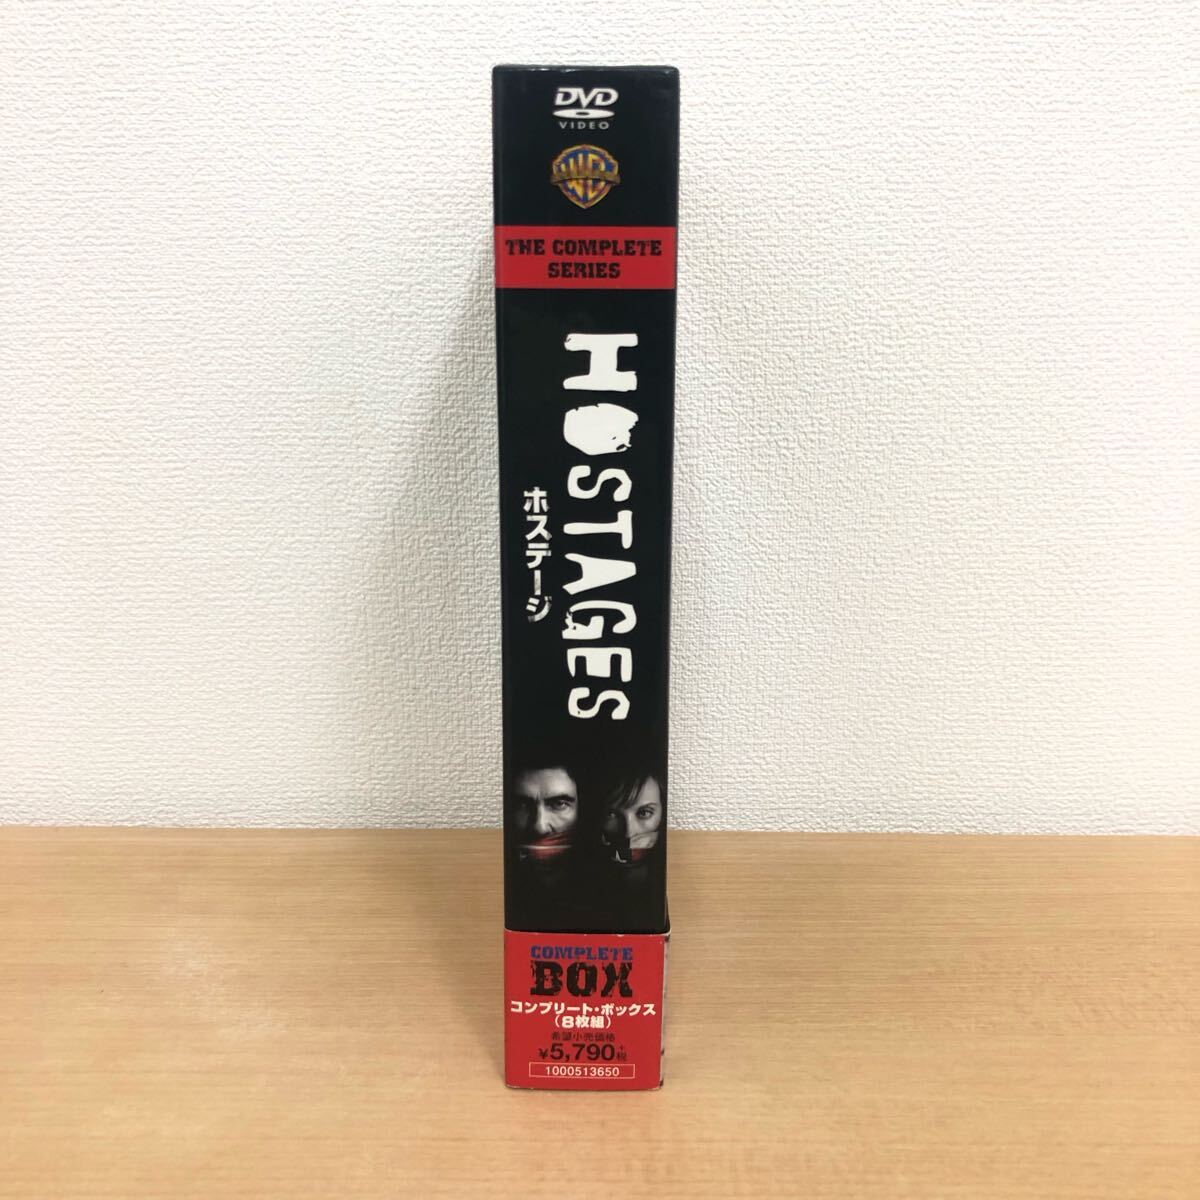 DVD
VIDEO
WB
THE COMPLETE
SERIES
HOSTAGES
ホステージ
COMPLETE
BOX
コンプリート・ボックス
(8枚組)
希望小売価格
¥5,790+税
1000513650